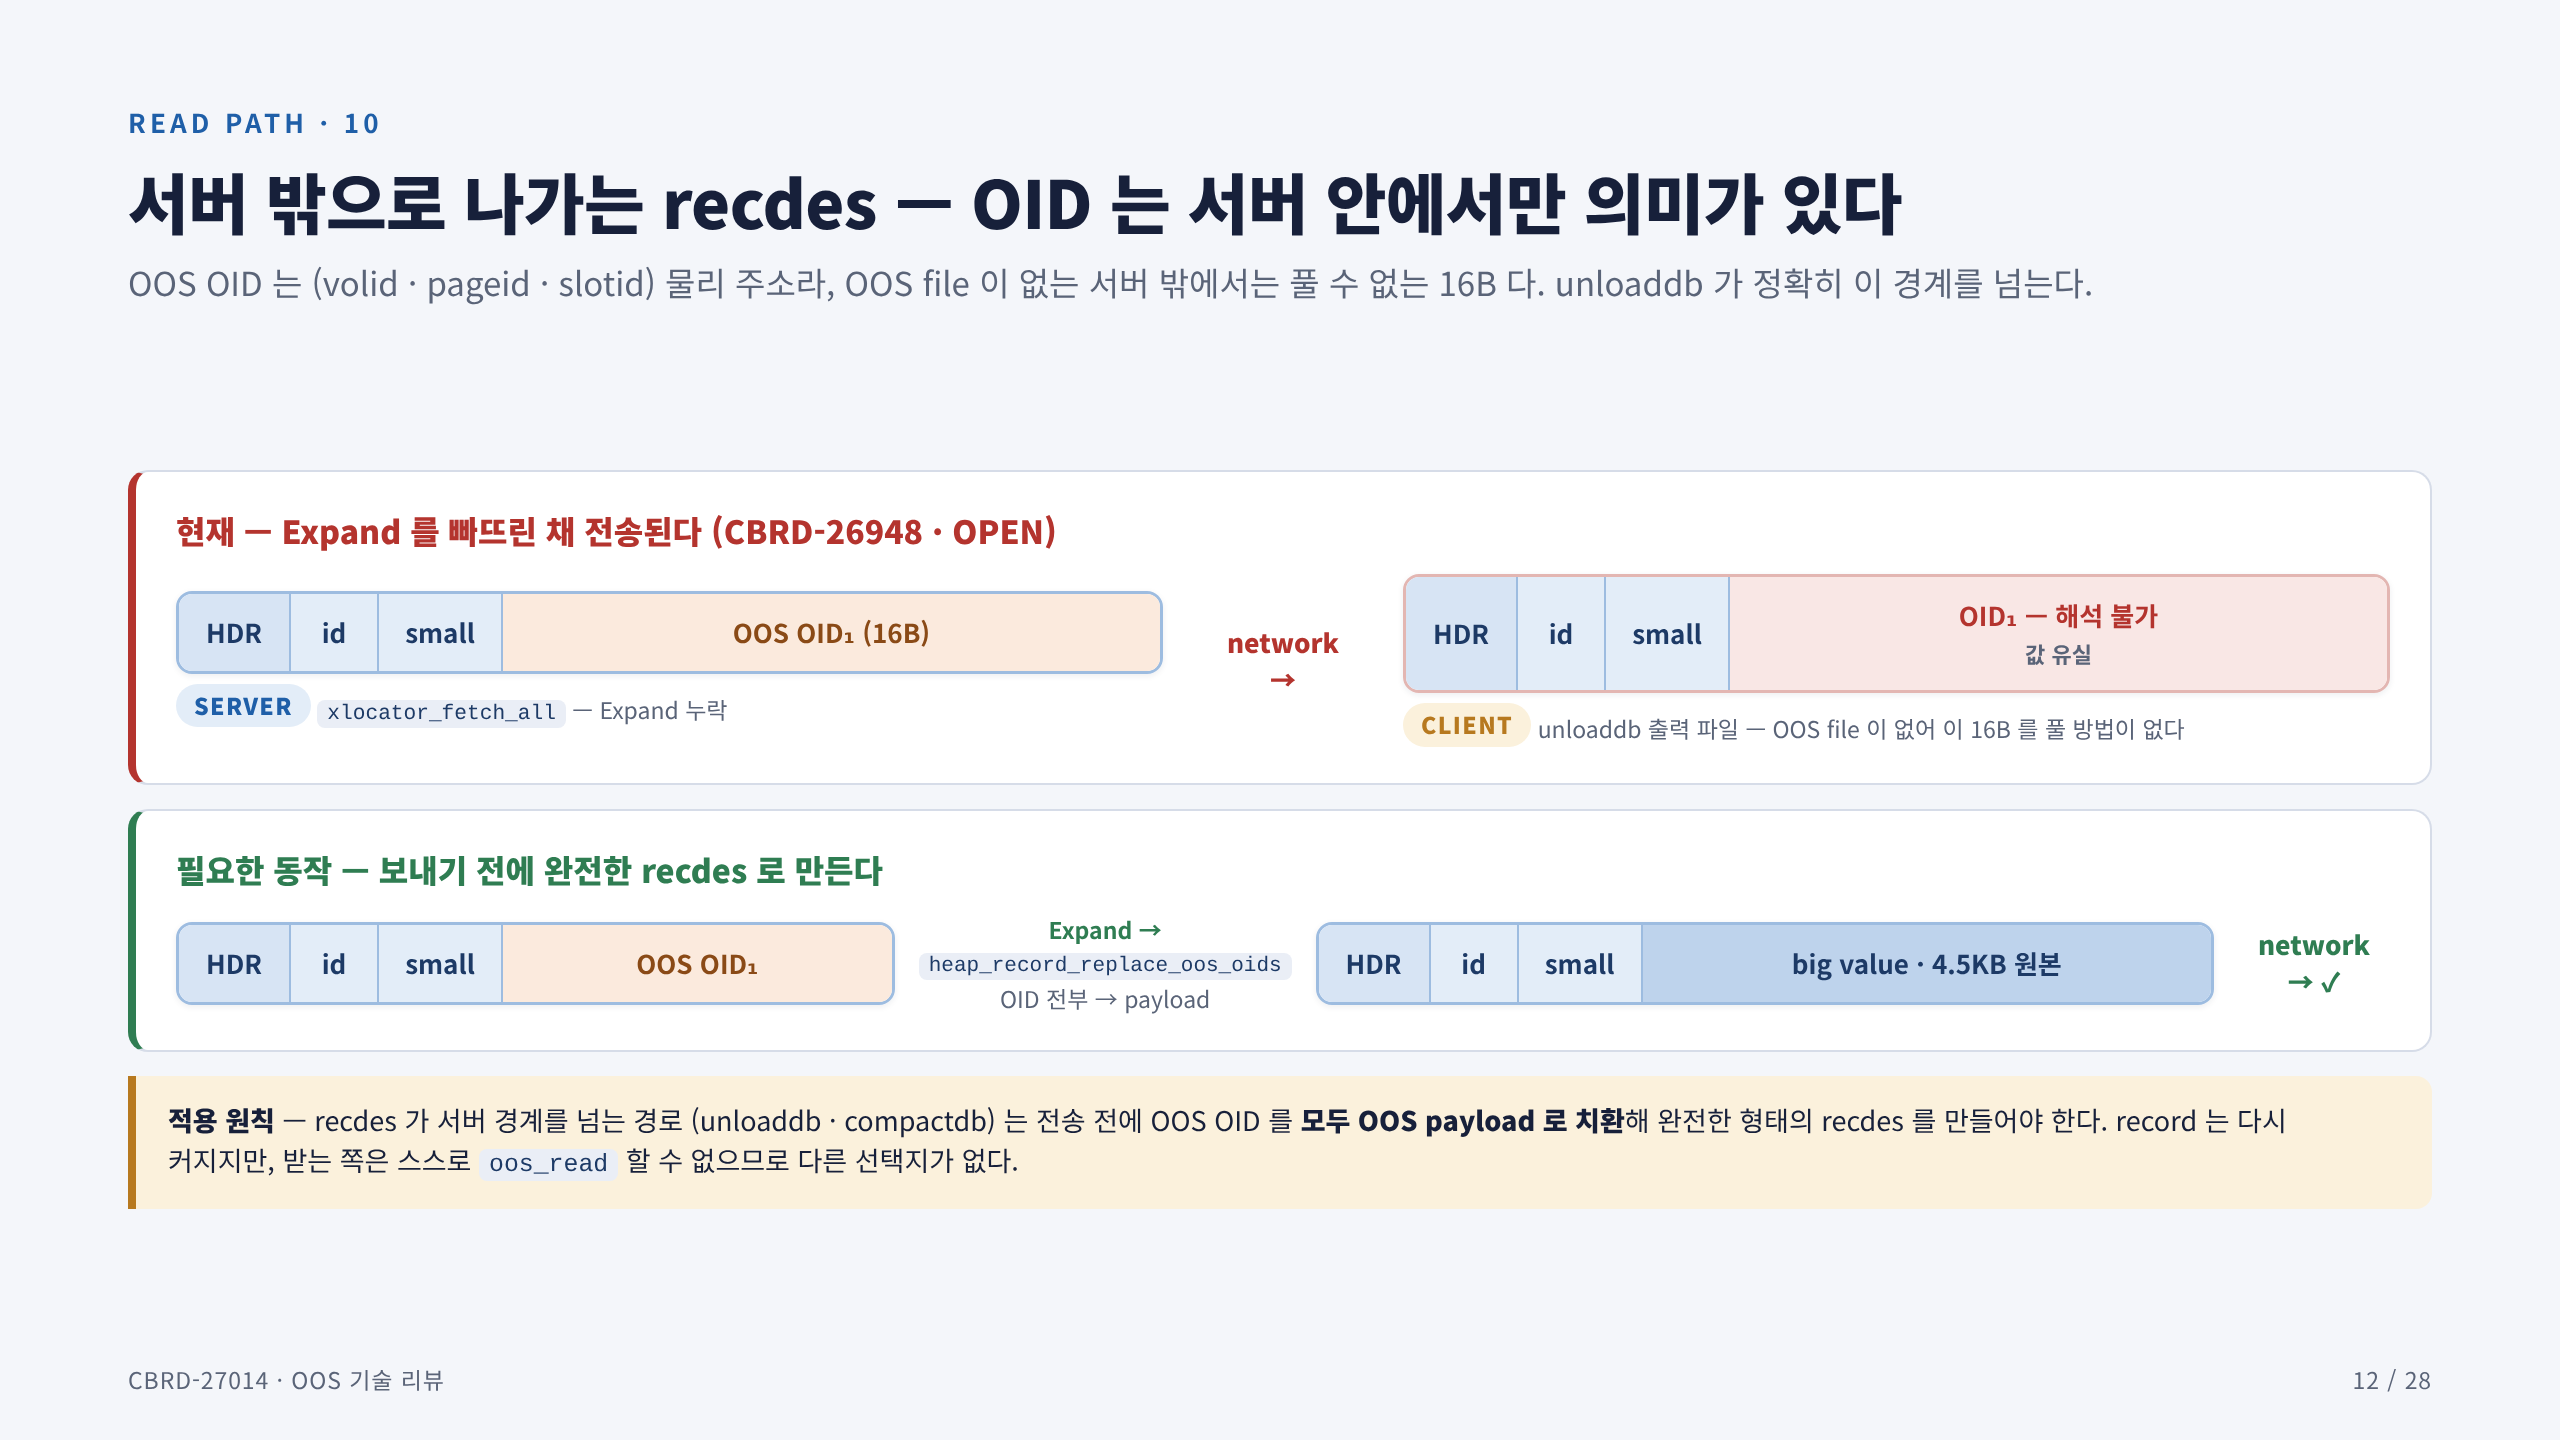 READ PATH · 10
서버 밖으로 나가는 recdes — OID 는 서버 안에서만 의미가 있다
OOS OID 는 (volid · pageid · slotid) 물리 주소라, OOS file 이 없는 서버 밖에서는 풀 수 없는 16B 다. unloaddb 가 정확히 이 경계를 넘는다.
현재 — Expand 를 빠뜨린 채 전송된다 (CBRD-26948 · OPEN)
HDR id small OOS OID₁ (16B)
SERVER xlocator_fetch_all — Expand 누락
network
→
HDR id small OID₁ — 해석 불가
값 유실
CLIENT unloaddb 출력 파일 — OOS file 이 없어 이 16B 를 풀 방법이 없다
필요한 동작 — 보내기 전에 완전한 recdes 로 만든다
HDR id small OOS OID₁
Expand →
heap_record_replace_oos_oids
OID 전부 → payload
HDR id small big value · 4.5KB 원본
network
→ ✓
적용 원칙 — recdes 가 서버 경계를 넘는 경로 (unloaddb · compactdb) 는 전송 전에 OOS OID 를 모두 OOS payload 로 치환해 완전한 형태의 recdes 를 만들어야 한다. record 는 다시
커지지만, 받는 쪽은 스스로 oos_read 할 수 없으므로 다른 선택지가 없다.
CBRD-27014 · OOS 기술 리뷰
12 / 28